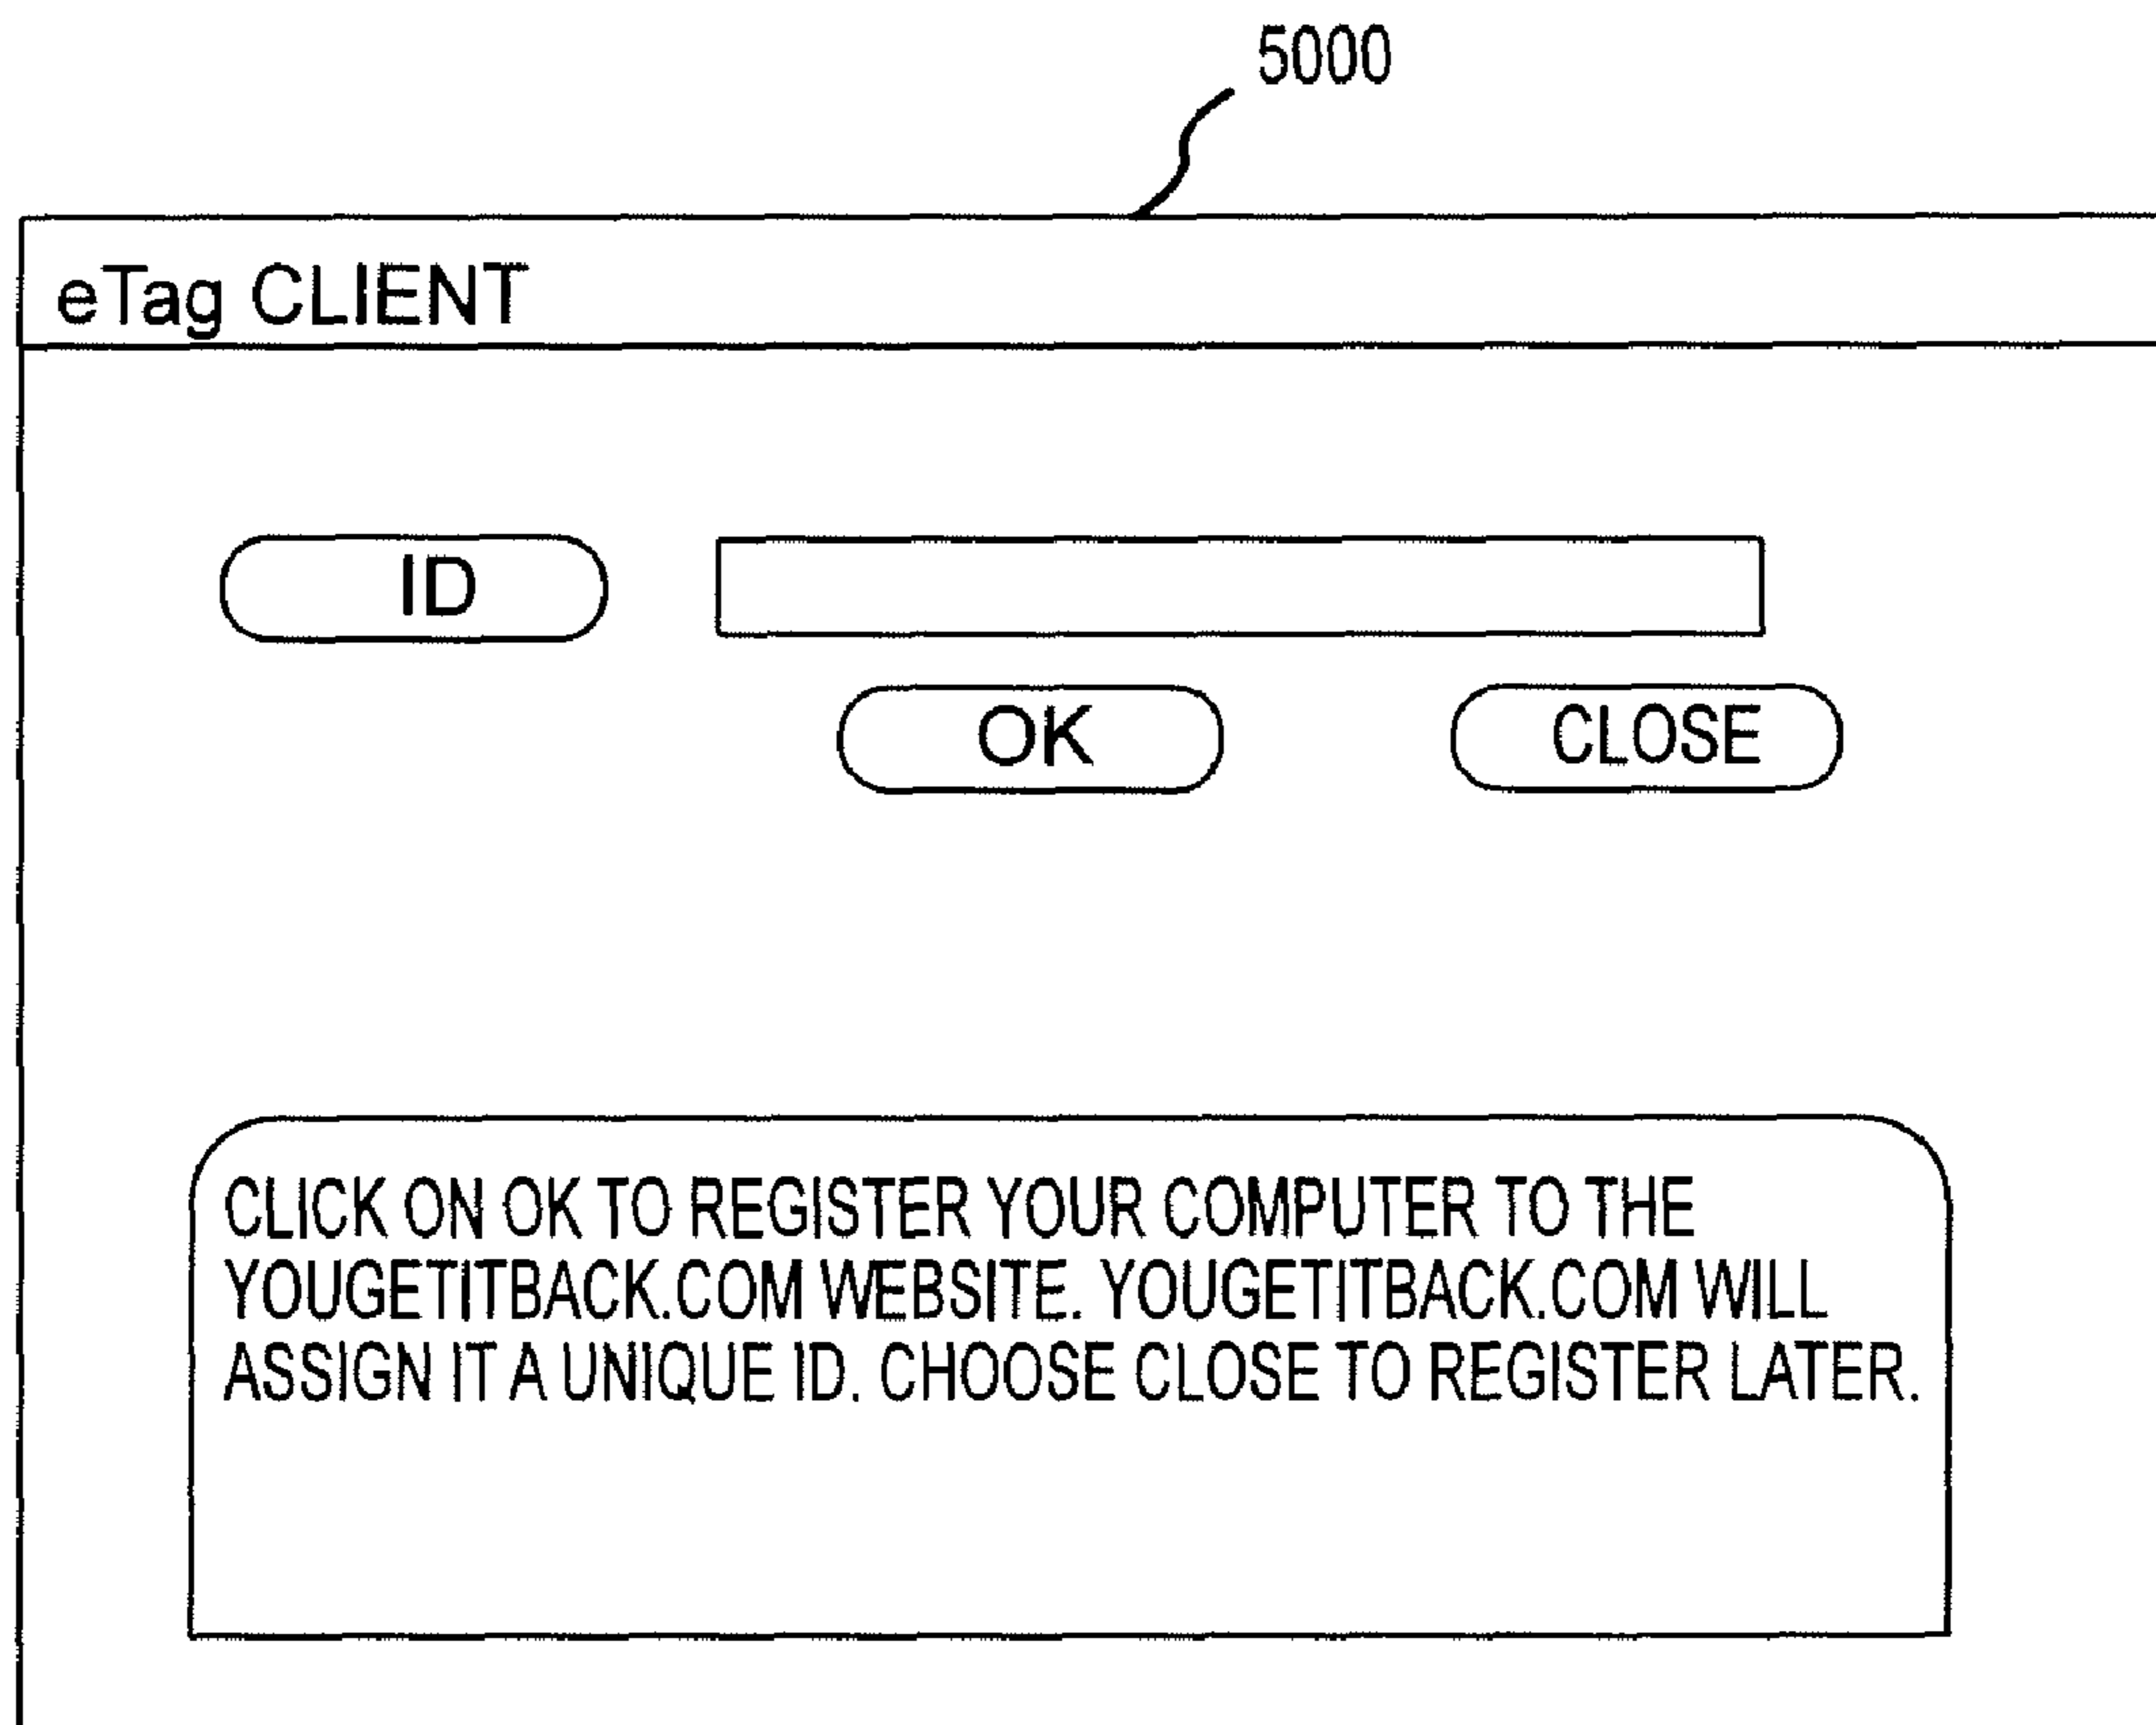 5000
eTag CLIENT
ID
OK CLOSE
CLICK ON OK TO REGISTER YOUR COMPUTER TO THE
YOUGETITBACK.COM WEBSITE. YOUGETITBACK.COM WILL
ASSIGN IT A UNIQUE ID. CHOOSE CLOSE TO REGISTER LATER.